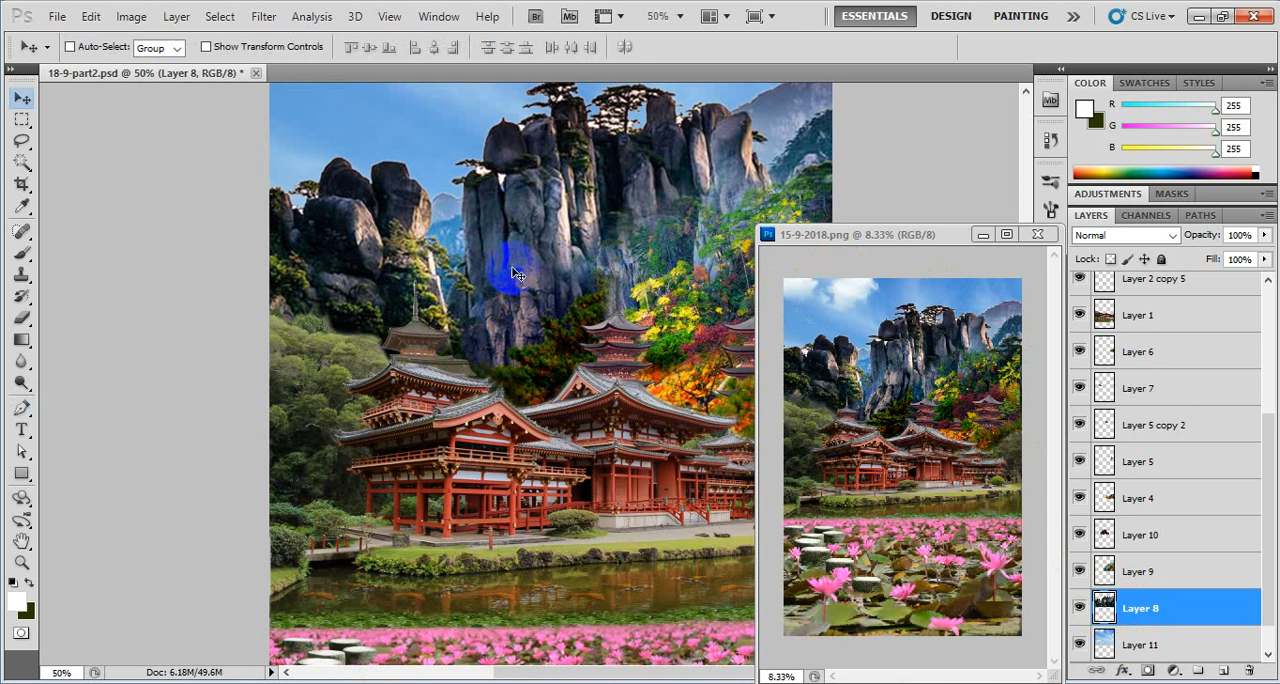 Ps File Edit Image Layer Select Filter Analysis 3D View Window Help Br Mb 50% ESSENTIALS DESIGN PAINTING CS Live
Auto-Select: Group Show Transform Controls
18-9-part2.psd @ 50% (Layer 8, RGB/8) *
COLOR SWATCHES STYLES
R 255
G 255
B 255
Mb
ADJUSTMENTS MASKS
LAYERS CHANNELS PATHS
Normal Opacity: 100%
Lock: Fill: 100%
Ps 15-9-2018.png @ 8.33% (RGB/8)
Layer 2 copy 5
Layer 1
Layer 6
Layer 7
Layer 5 copy 2
Layer 5
Layer 4
Layer 10
Layer 9
Layer 8
Layer 11
T
50% Doc: 6.18M/49.6M
8.33%
fx